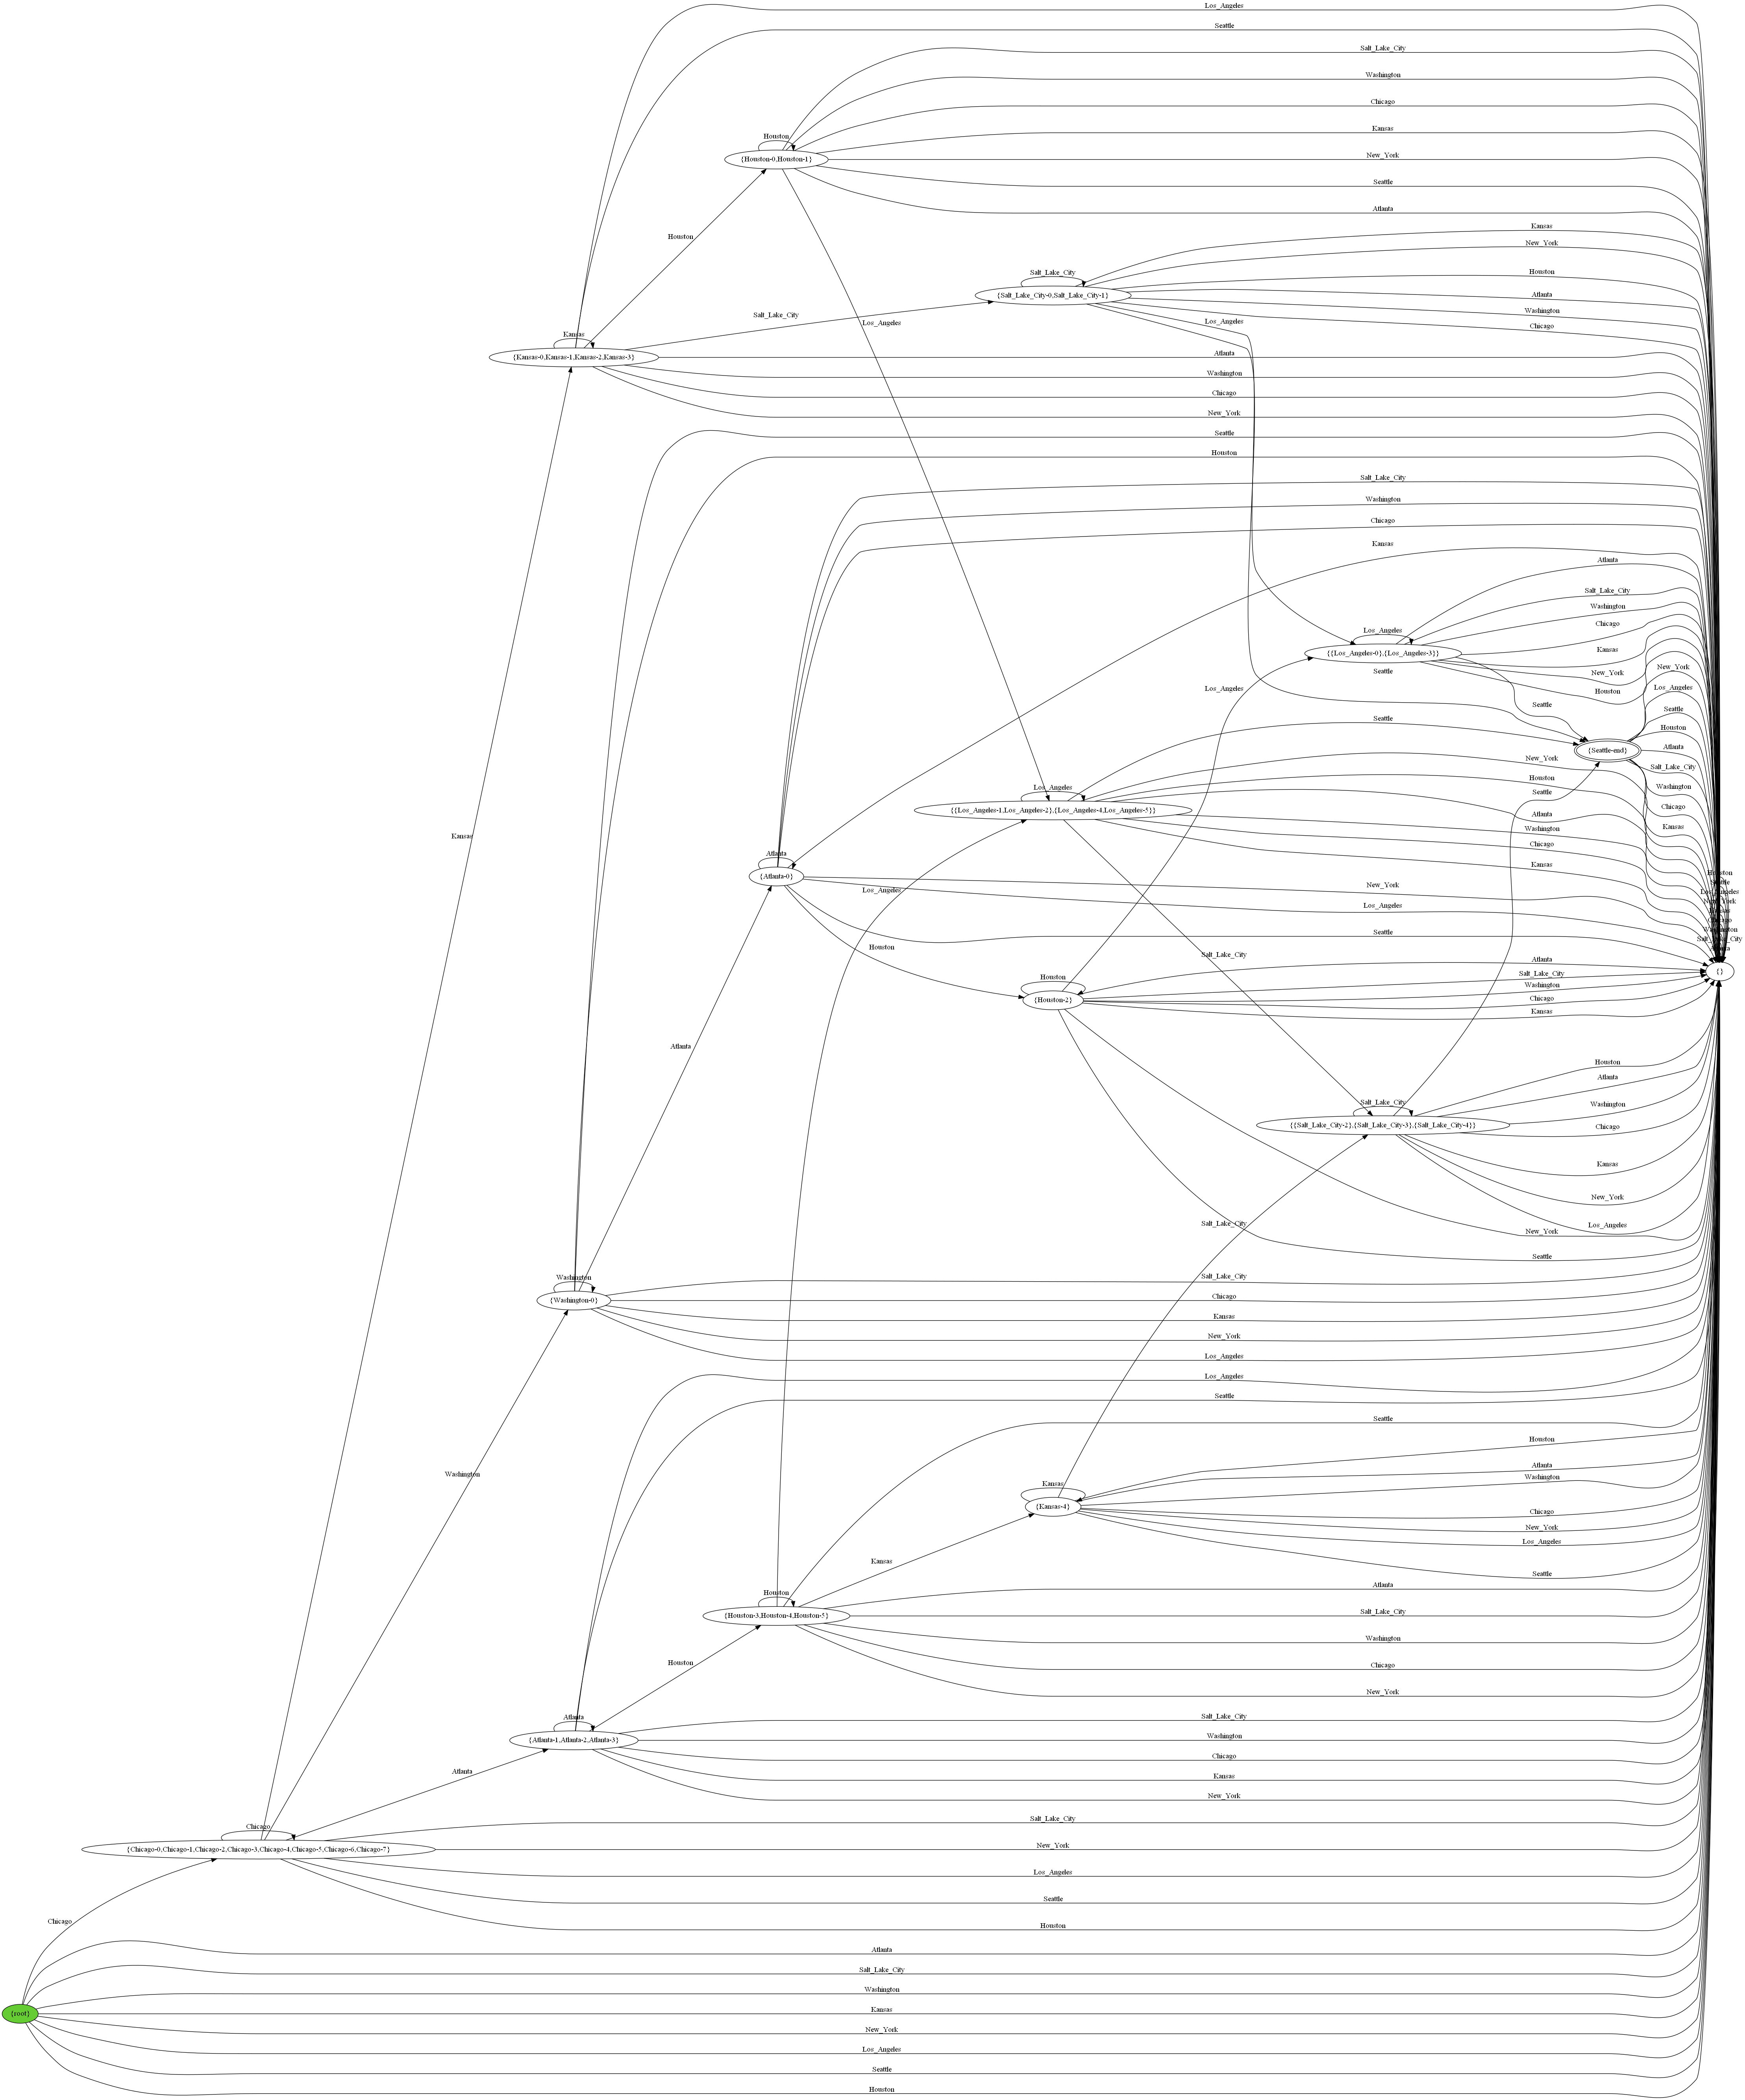 Los_Angeles
Seattle
Salt_Lake_City
Washington
Chicago
Houston
Kansas
{Houston-0,Houston-1}
New_York
Seattle
Atlanta
Kansas
Houston
New_York
Salt_Lake_City
Houston
{Salt_Lake_City-0,Salt_Lake_City-1}
Atlanta
Washington
Salt_Lake_City
Los_Angeles
Los_Angeles
Chicago
Kansas
Atlanta
{Kansas-0,Kansas-1,Kansas-2,Kansas-3}
Washington
Chicago
New_York
Seattle
Houston
Salt_Lake_City
Washington
Chicago
Kansas
Atlanta
Salt_Lake_City
Washington
Chicago
Los_Angeles
Kansas
{{Los_Angeles-0},{Los_Angeles-3}}
New_York
Seattle
New_York
Los_Angeles
Los_Angeles
Houston
Seattle
Seattle
Seattle
Houston
Atlanta
{Seattle-end}
New_York
Salt_Lake_City
Houston
Washington
Los_Angeles
Seattle
Chicago
{{Los_Angeles-1,Los_Angeles-2},{Los_Angeles-4,Los_Angeles-5}}
Atlanta
Kansas
Washington
Kansas
Chicago
Atlanta
Kansas
{Atlanta-0}
Houston
New_York
Los_Angeles
Los_Angeles
Los_Angeles
Seattle
Washington
Salt_Lake_City
Houston
Salt_Lake_City
Atlanta
{}
Houston
Salt_Lake_City
Washington
{Houston-2}
Chicago
Kansas
Atlanta
Houston
Atlanta
Salt_Lake_City
Washington
{{Salt_Lake_City-2},{Salt_Lake_City-3},{Salt_Lake_City-4}}
Chicago
Kansas
New_York
Salt_Lake_City
Los_Angeles
New_York
Seattle
Washington
Salt_Lake_City
{Washington-0}
Chicago
Kansas
New_York
Los_Angeles
Los_Angeles
Seattle
Seattle
Houston
Atlanta
Washington
Washington
Kansas
{Kansas-4}
Chicago
New_York
Los_Angeles
Kansas
Seattle
Atlanta
Houston
{Houston-3,Houston-4,Houston-5}
Salt_Lake_City
Washington
Houston
Chicago
New_York
Salt_Lake_City
Atlanta
{Atlanta-1,Atlanta-2,Atlanta-3}
Washington
Chicago
Atlanta
Kansas
New_York
Salt_Lake_City
Chicago
{Chicago-0,Chicago-1,Chicago-2,Chicago-3,Chicago-4,Chicago-5,Chicago-6,Chicago-7}
New_York
Los_Angeles
Seattle
Chicago
Houston
Atlanta
Salt_Lake_City
Washington
{root}
Kansas
New_York
Los_Angeles
Seattle
Houston